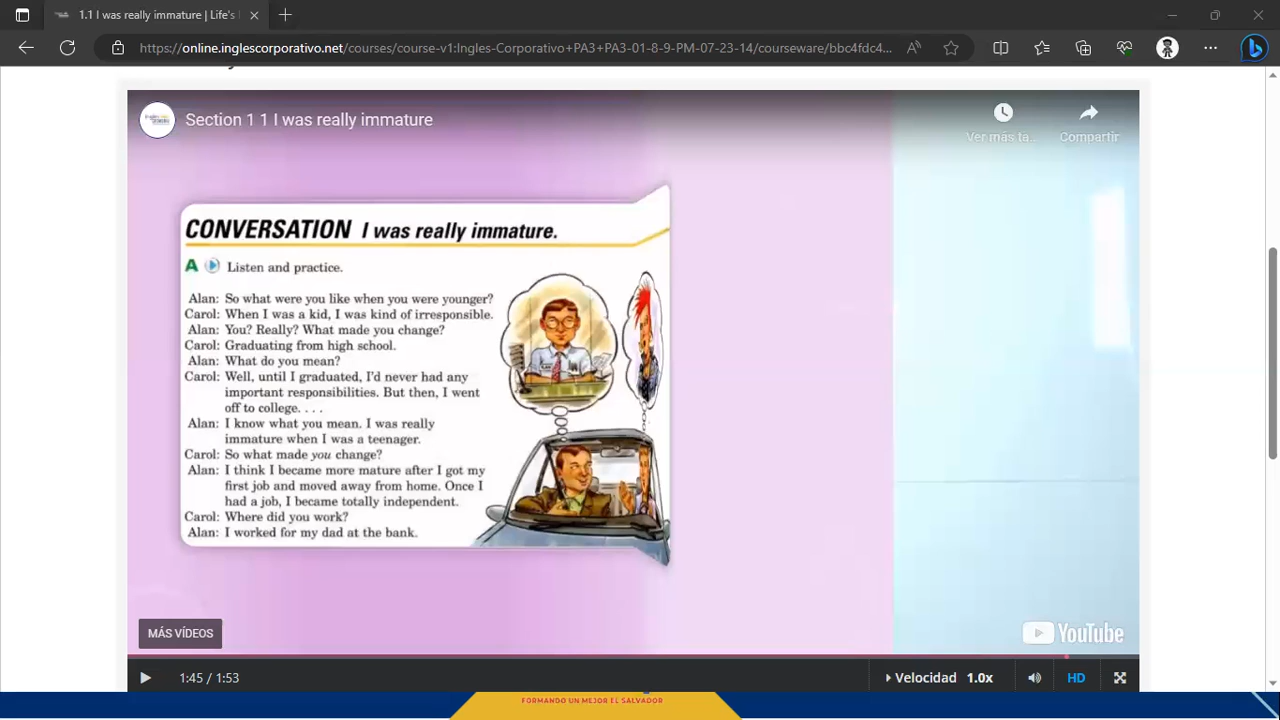 1.1 I was really immature | Life's
https://online.inglescorporativo.net/courses/course-v1:Ingles-Corporativo+PA3+PA3-01-8-9-PM-07-23-14/courseware/bbc4fdc4...
Section 1 1 I was really immature
Ver más ta...
Compartir
CONVERSATION I was really immature.
A Listen and practice.
Alan: So what were you like when you were younger?
Carol: When I was a kid, I was kind of irresponsible.
Alan: You? Really? What made you change?
Carol: Graduating from high school.
Alan: What do you mean?
Carol: Well, until I graduated, I'd never had any
important responsibilities. But then, I went
off to college. . . .
Alan: I know what you mean. I was really
immature when I was a teenager.
Carol: So what made you change?
Alan: I think I became more mature after I got my
first job and moved away from home. Once I
had a job, I became totally independent.
Carol: Where did you work?
Alan: I worked for my dad at the bank.
MÁS VÍDEOS
YouTube
1:45 / 1:53
Velocidad 1.0x
HD
FORMANDO UN MEJOR EL SALVADOR